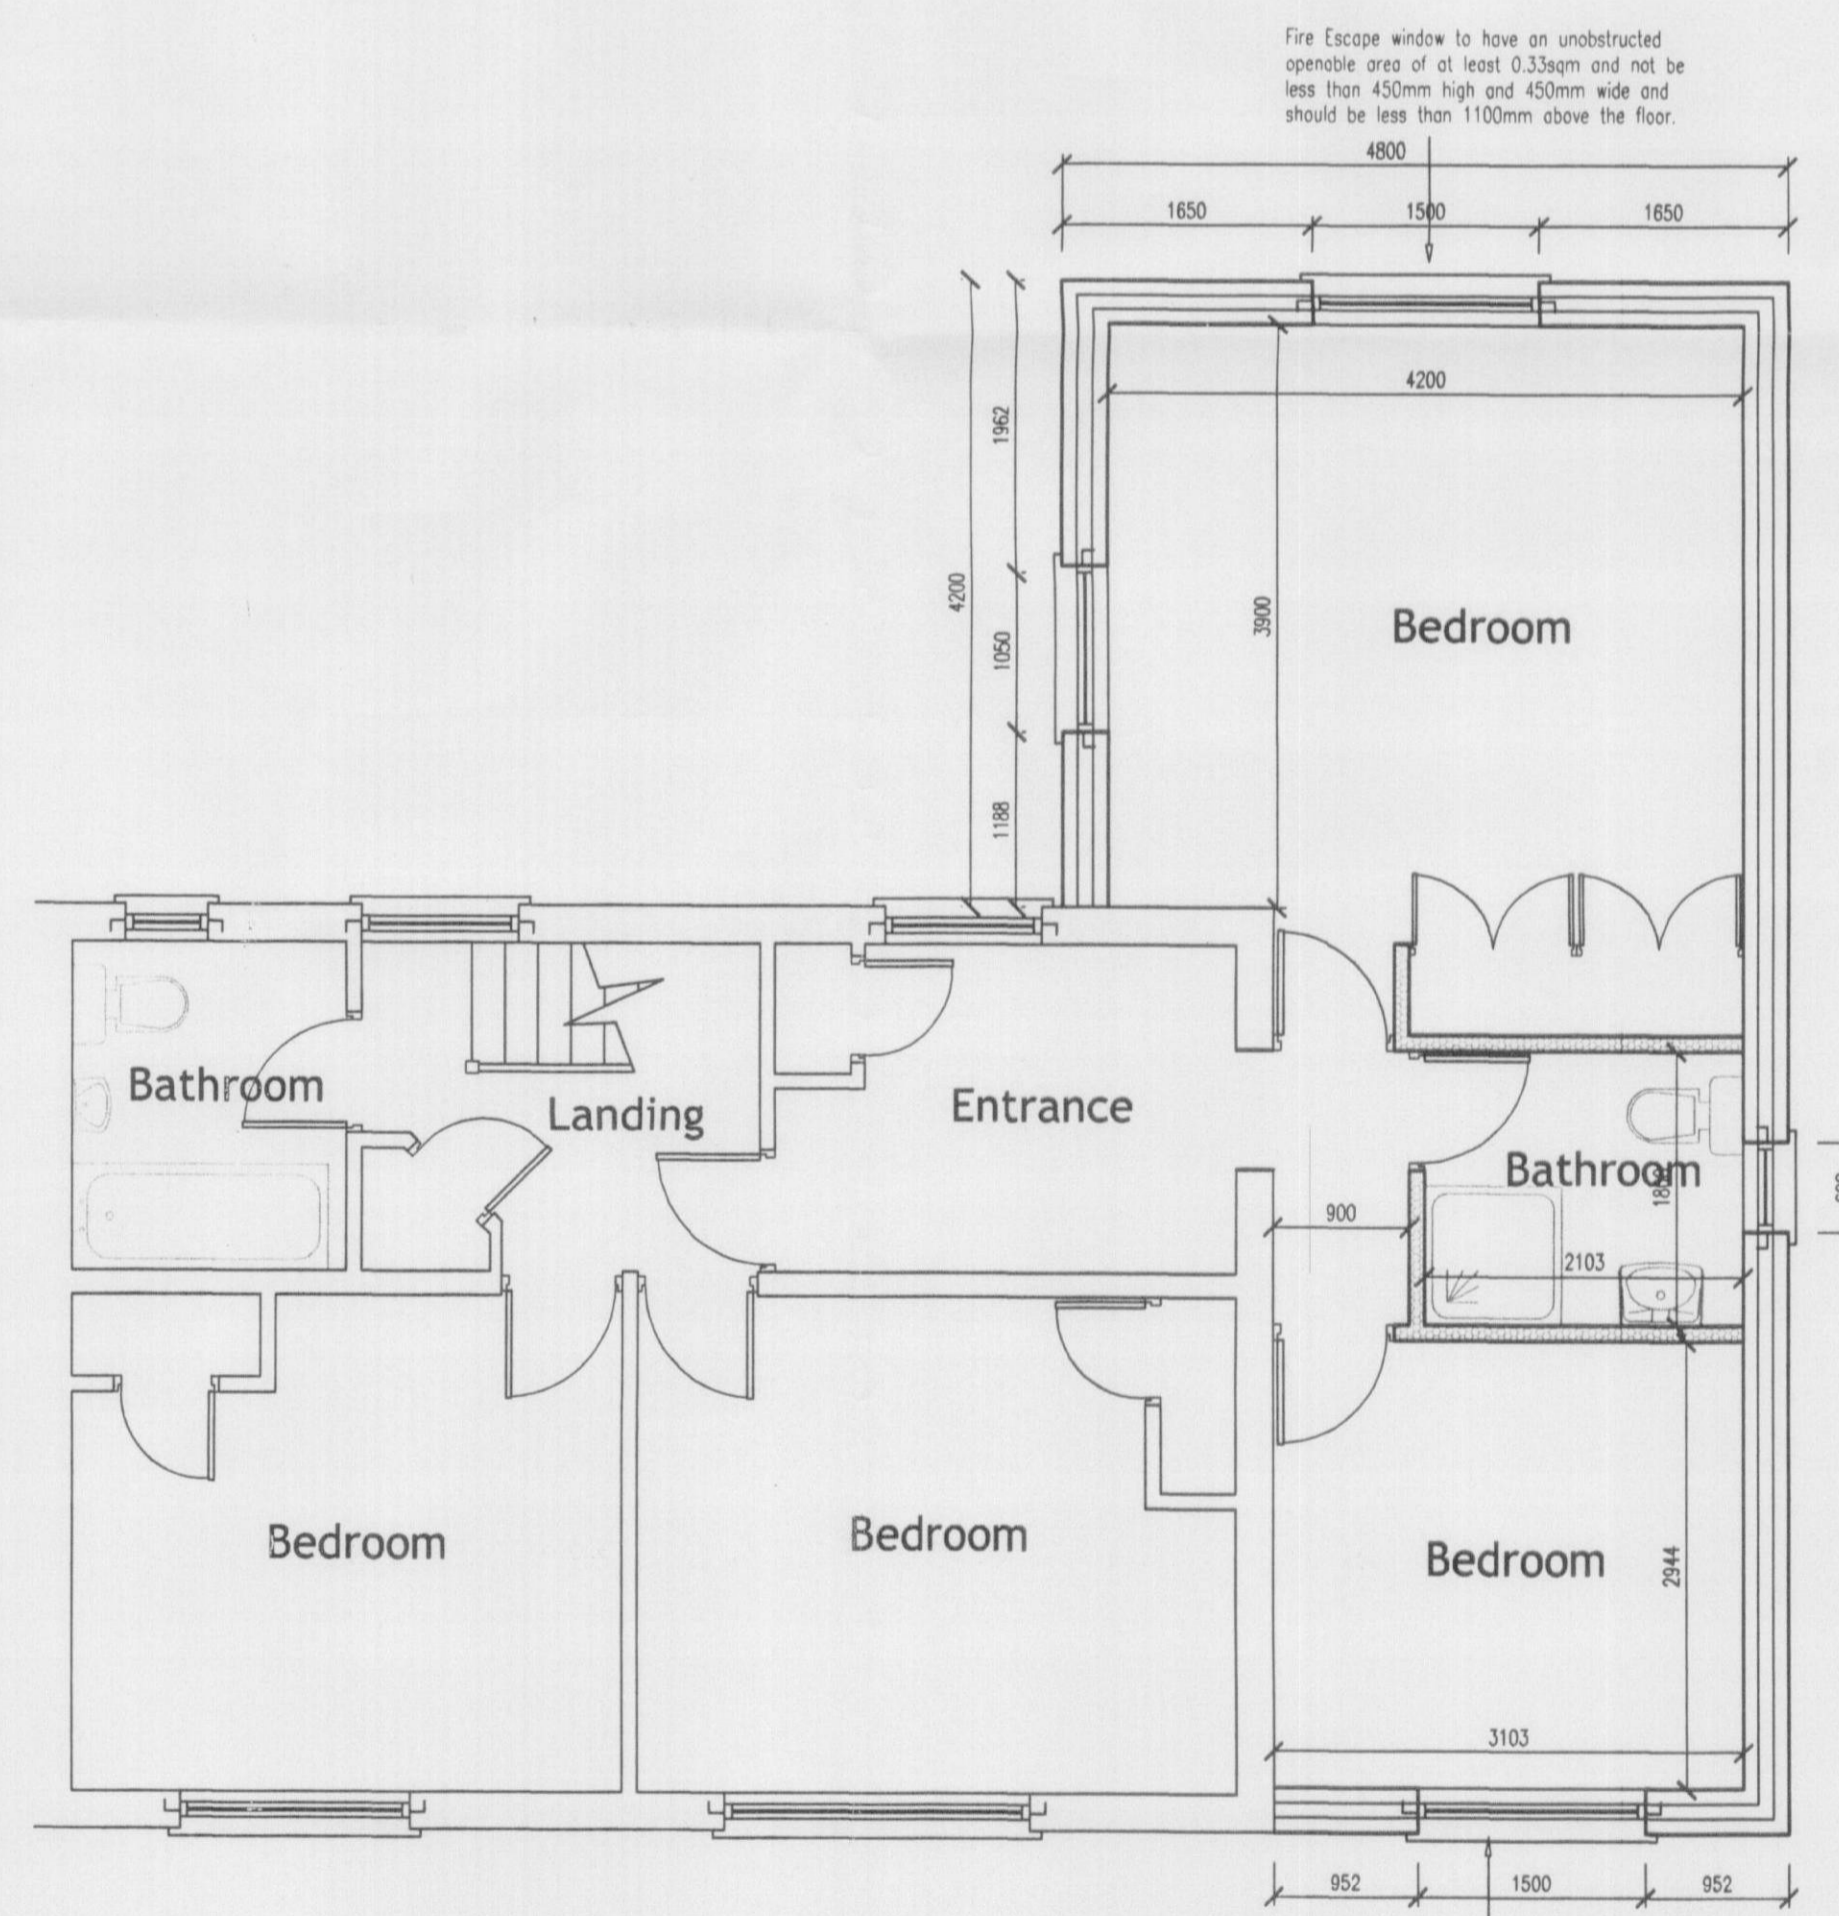 Fire Escape window to have an unobstructed
openable area of at least 0.33sqm and not be
less than 450mm high and 450mm wide and
should be less than 1100mm above the floor.
4800
1650
1500
1650
4200
1962
4200
1050
3900
Bedroom
1188
Bathroom
Landing
Entrance
Bathroom
900
2103
Bedroom
Bedroom
Bedroom
2944
3103
952
1500
952